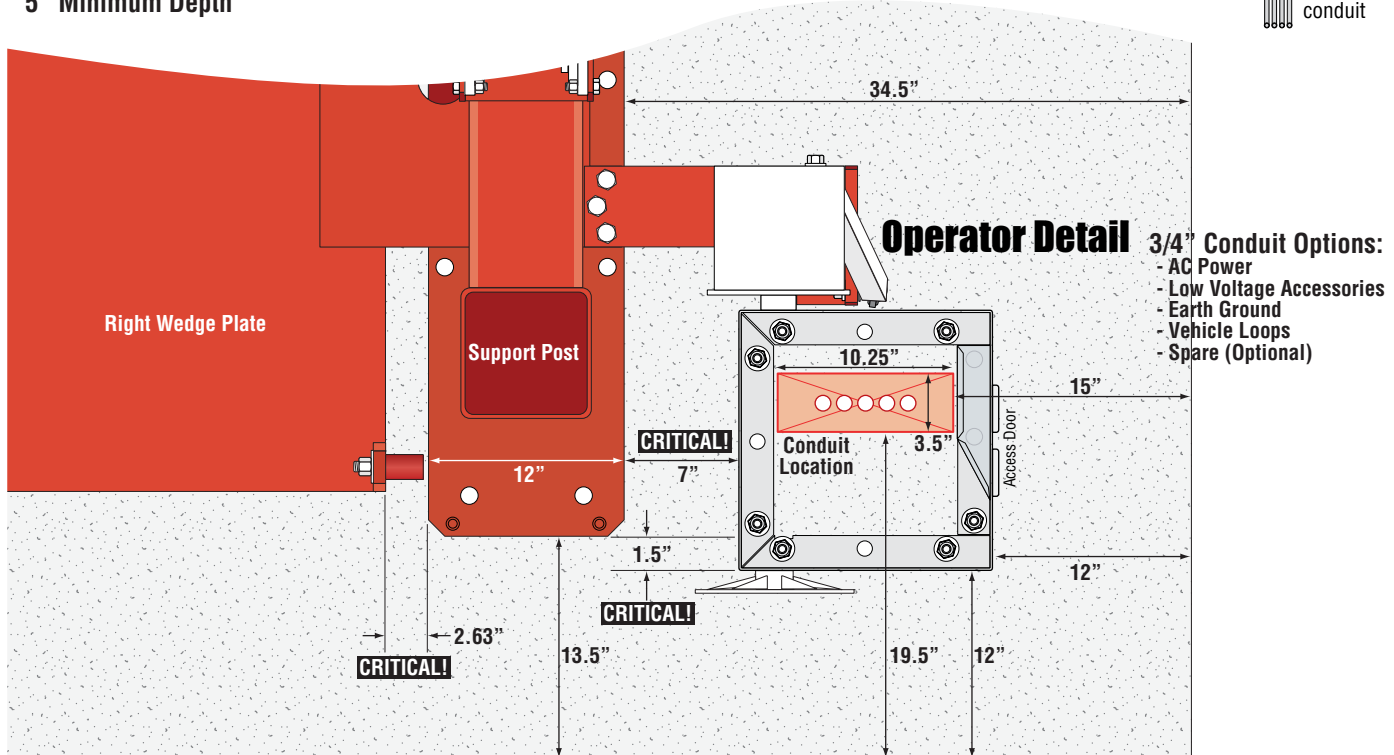 5” Minimum Depth
conduit
34.5”
Operator Detail
3/4” Conduit Options:
- AC Power
- Low Voltage Accessories
- Earth Ground
- Vehicle Loops
- Spare (Optional)
Right Wedge Plate
Support Post
10.25”
15”
CRITICAL!
3.5”
Conduit
Location
Access Door
12”
7”
1.5”
12”
CRITICAL!
2.63”
CRITICAL!
13.5”
19.5”
12”